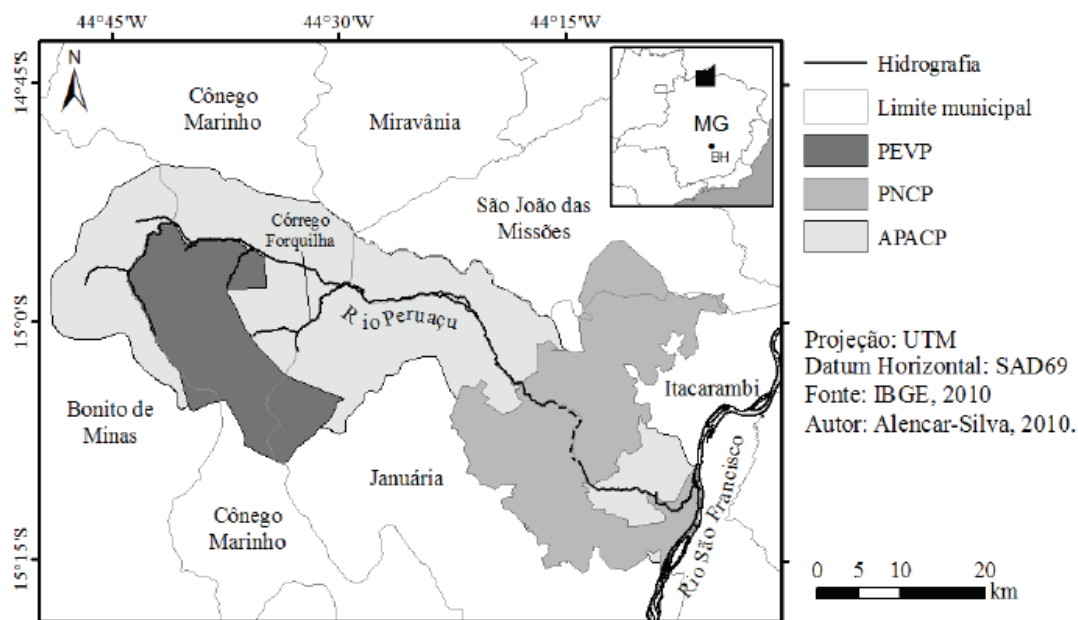 44°45'W
44°30'W
44°15'W
14°45'S
15°0'S
15°15'S
N
Cônego
Marinho
Miravânia
São João das
Missões
Córrego
Forquilha
Rio Peruaçu
Bonito de
Minas
Cônego
Marinho
Januária
Itacarambi
Rio São Francisco
MG
BH
Hidrografia
Limite municipal
PEVP
PNCP
APACP
Projeção: UTM
Datum Horizontal: SAD69
Fonte: IBGE, 2010
Autor: Alencar-Silva, 2010.
0 5 10 20
km